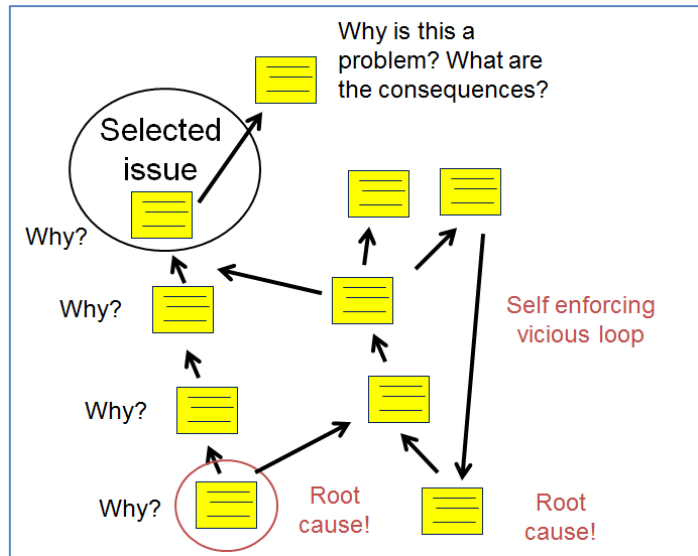 Why is this a
problem? What are
the consequences?
Selected
issue
Why?
Why?
Self enforcing
vicious loop
Why?
Why?
Root
cause!
Root
cause!